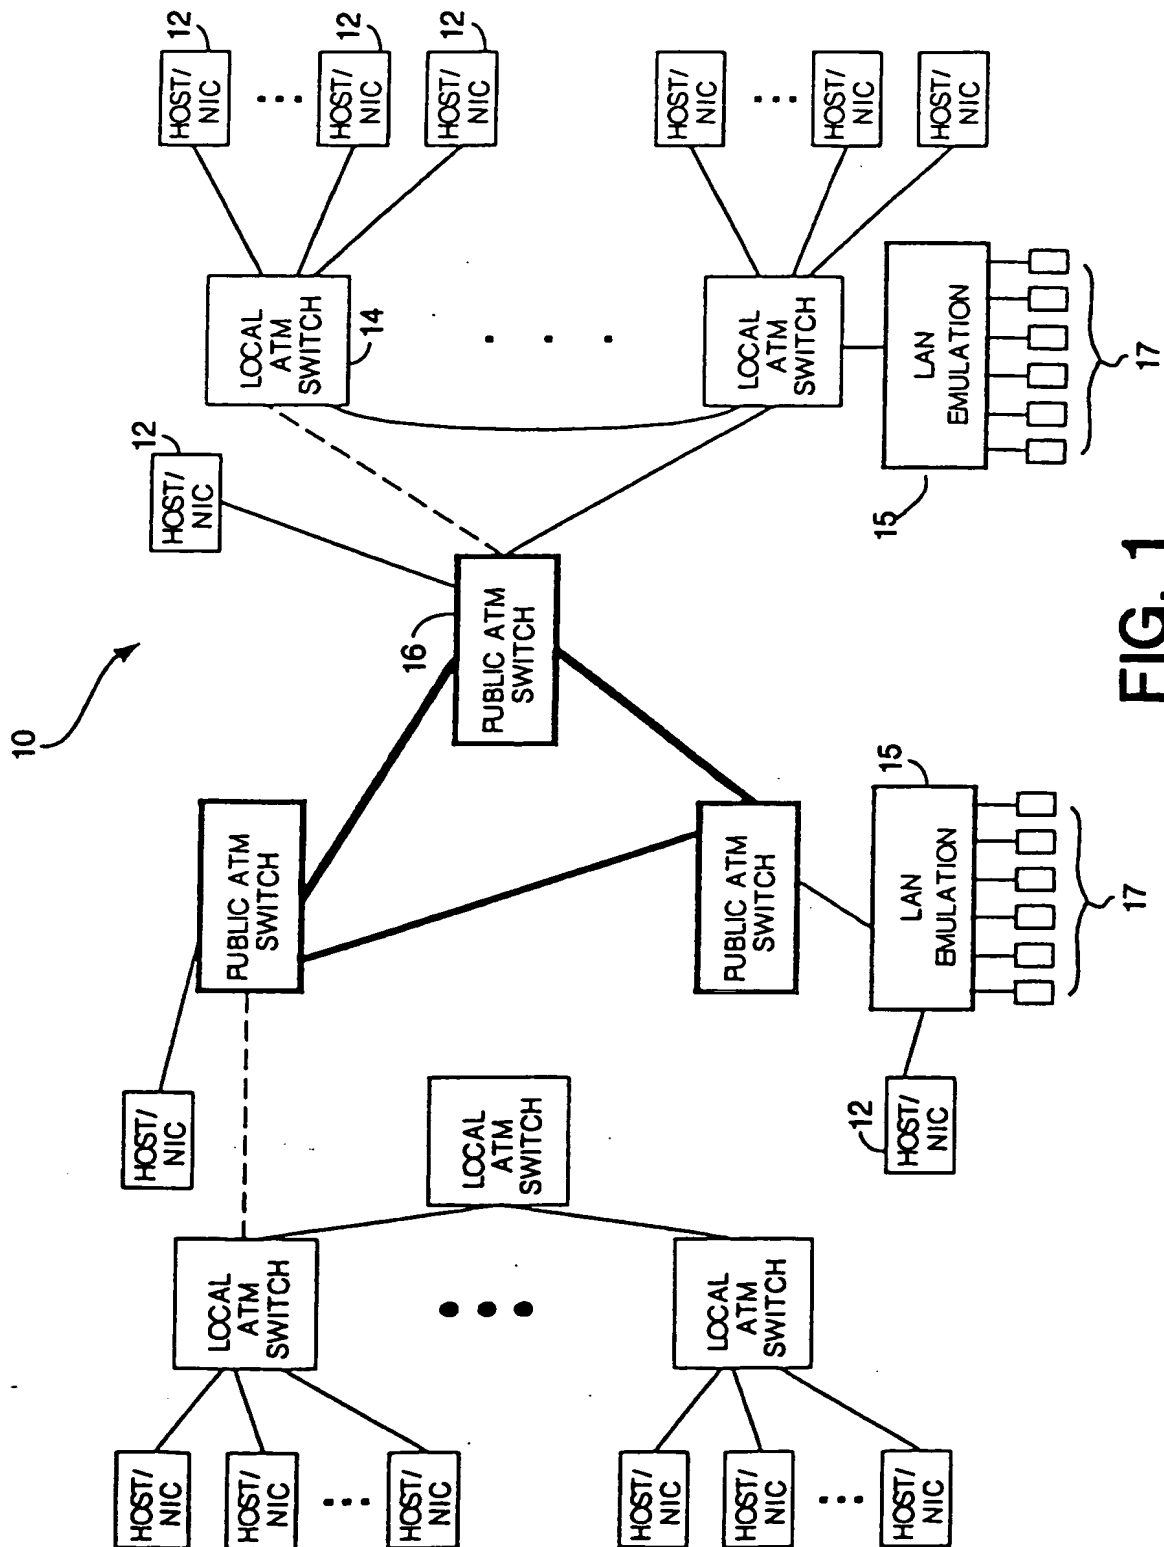 10
HOST/
NIC
HOST/
NIC
12
HOST/
NIC
12
HOST/
NIC
LOCAL
ATM
SWITCH
PUBLIC ATM
SWITCH
LOCAL
ATM
SWITCH
14
HOST/
NIC
12
HOST/
NIC
HOST/
NIC
LOCAL
ATM
SWITCH
16
PUBLIC ATM
SWITCH
12
HOST/
NIC
HOST/
NIC
LOCAL
ATM
SWITCH
PUBLIC ATM
SWITCH
LOCAL
ATM
SWITCH
HOST/
NIC
HOST/
NIC
HOST/
NIC
HOST/
NIC
12
HOST/
NIC
15
LAN
EMULATION
15
LAN
EMULATION
HOST/
NIC
17
17
FIG. 1